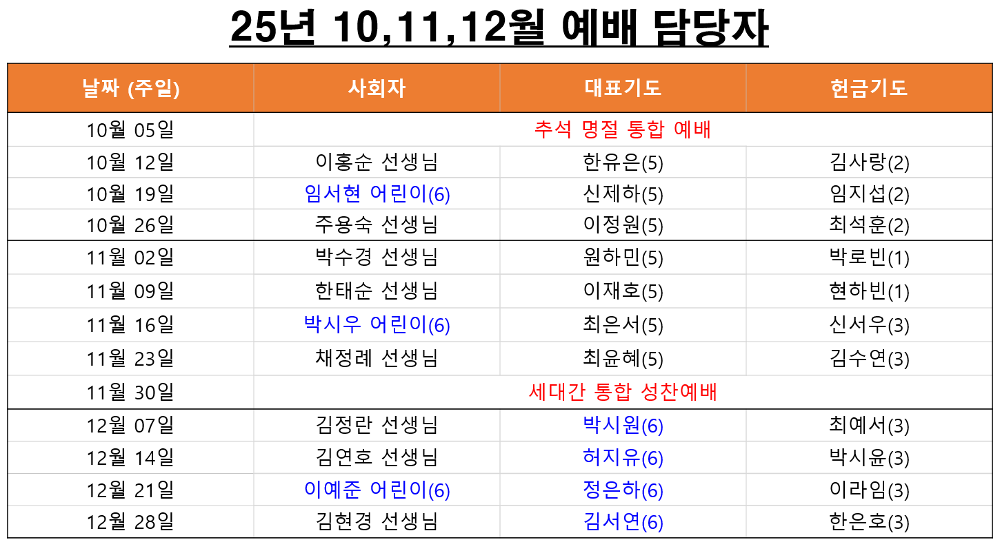 25년 10,11,12월 예배 담당자
날짜 (주일) 사회자 대표기도 헌금기도
10월 05일 추석 명절 통합 예배
10월 12일 이홍순 선생님 한유은(5) 김사랑(2)
10월 19일 임서현 어린이(6) 신제하(5) 임지섭(2)
10월 26일 주용숙 선생님 이정원(5) 최석훈(2)
11월 02일 박수경 선생님 원하민(5) 박로빈(1)
11월 09일 한태순 선생님 이재호(5) 현하빈(1)
11월 16일 박시우 어린이(6) 최은서(5) 신서우(3)
11월 23일 채정례 선생님 최윤혜(5) 김수연(3)
11월 30일 세대간 통합 성찬예배
12월 07일 김정란 선생님 박시원(6) 최예서(3)
12월 14일 김연호 선생님 허지유(6) 박시윤(3)
12월 21일 이예준 어린이(6) 정은하(6) 이라임(3)
12월 28일 김현경 선생님 김서연(6) 한은호(3)